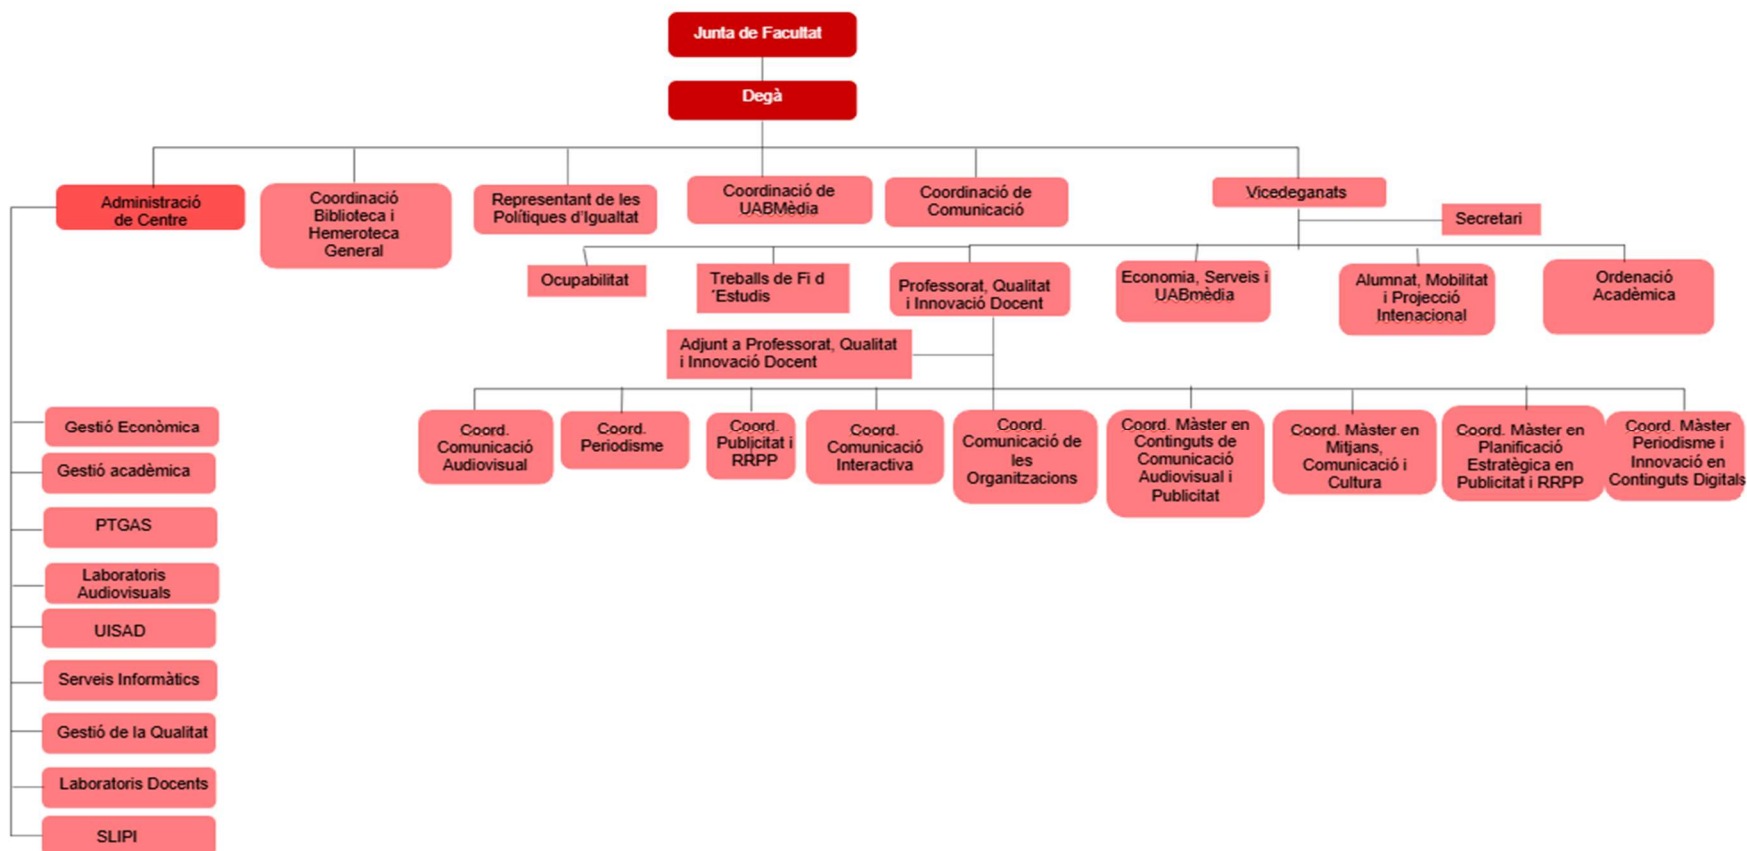 Junta de Facultat
Degà
Administració
de Centre
Coordinació
Biblioteca i
Hemeroteca
General
Representant de les
Polítiques d'Igualtat
Coordinació de
UABMèdia
Coordinació de
Comunicació
Vicedeganats
Secretari
Ocupabilitat
Treballs de Fi d
´Estudis
Professorat, Qualitat
i Innovació Docent
Economia, Serveis i
UABmèdia
Alumnat, Mobilitat
i Projecció
Intenacional
Ordenació
Acadèmica
Adjunt a Professorat, Qualitat
i Innovació Docent
Coord.
Comunicació
Audiovisual
Coord.
Periodisme
Coord.
Publicitat i
RRPP
Coord.
Comunicació
Interactiva
Coord.
Comunicació de
les
Organitzacions
Coord. Màster en
Continguts de
Comunicació
Audiovisual i
Publicitat
Coord. Màster en
Mitjans,
Comunicació i
Cultura
Coord. Màster en
Planificació
Estratègica en
Publicitat i RRPP
Coord. Màster
Periodisme i
Innovació en
Continguts Digitals
Gestió Econòmica
Gestió acadèmica
PTGAS
Laboratoris
Audiovisuals
UISAD
Serveis Informàtics
Gestió de la Qualitat
Laboratoris Docents
SLIPI